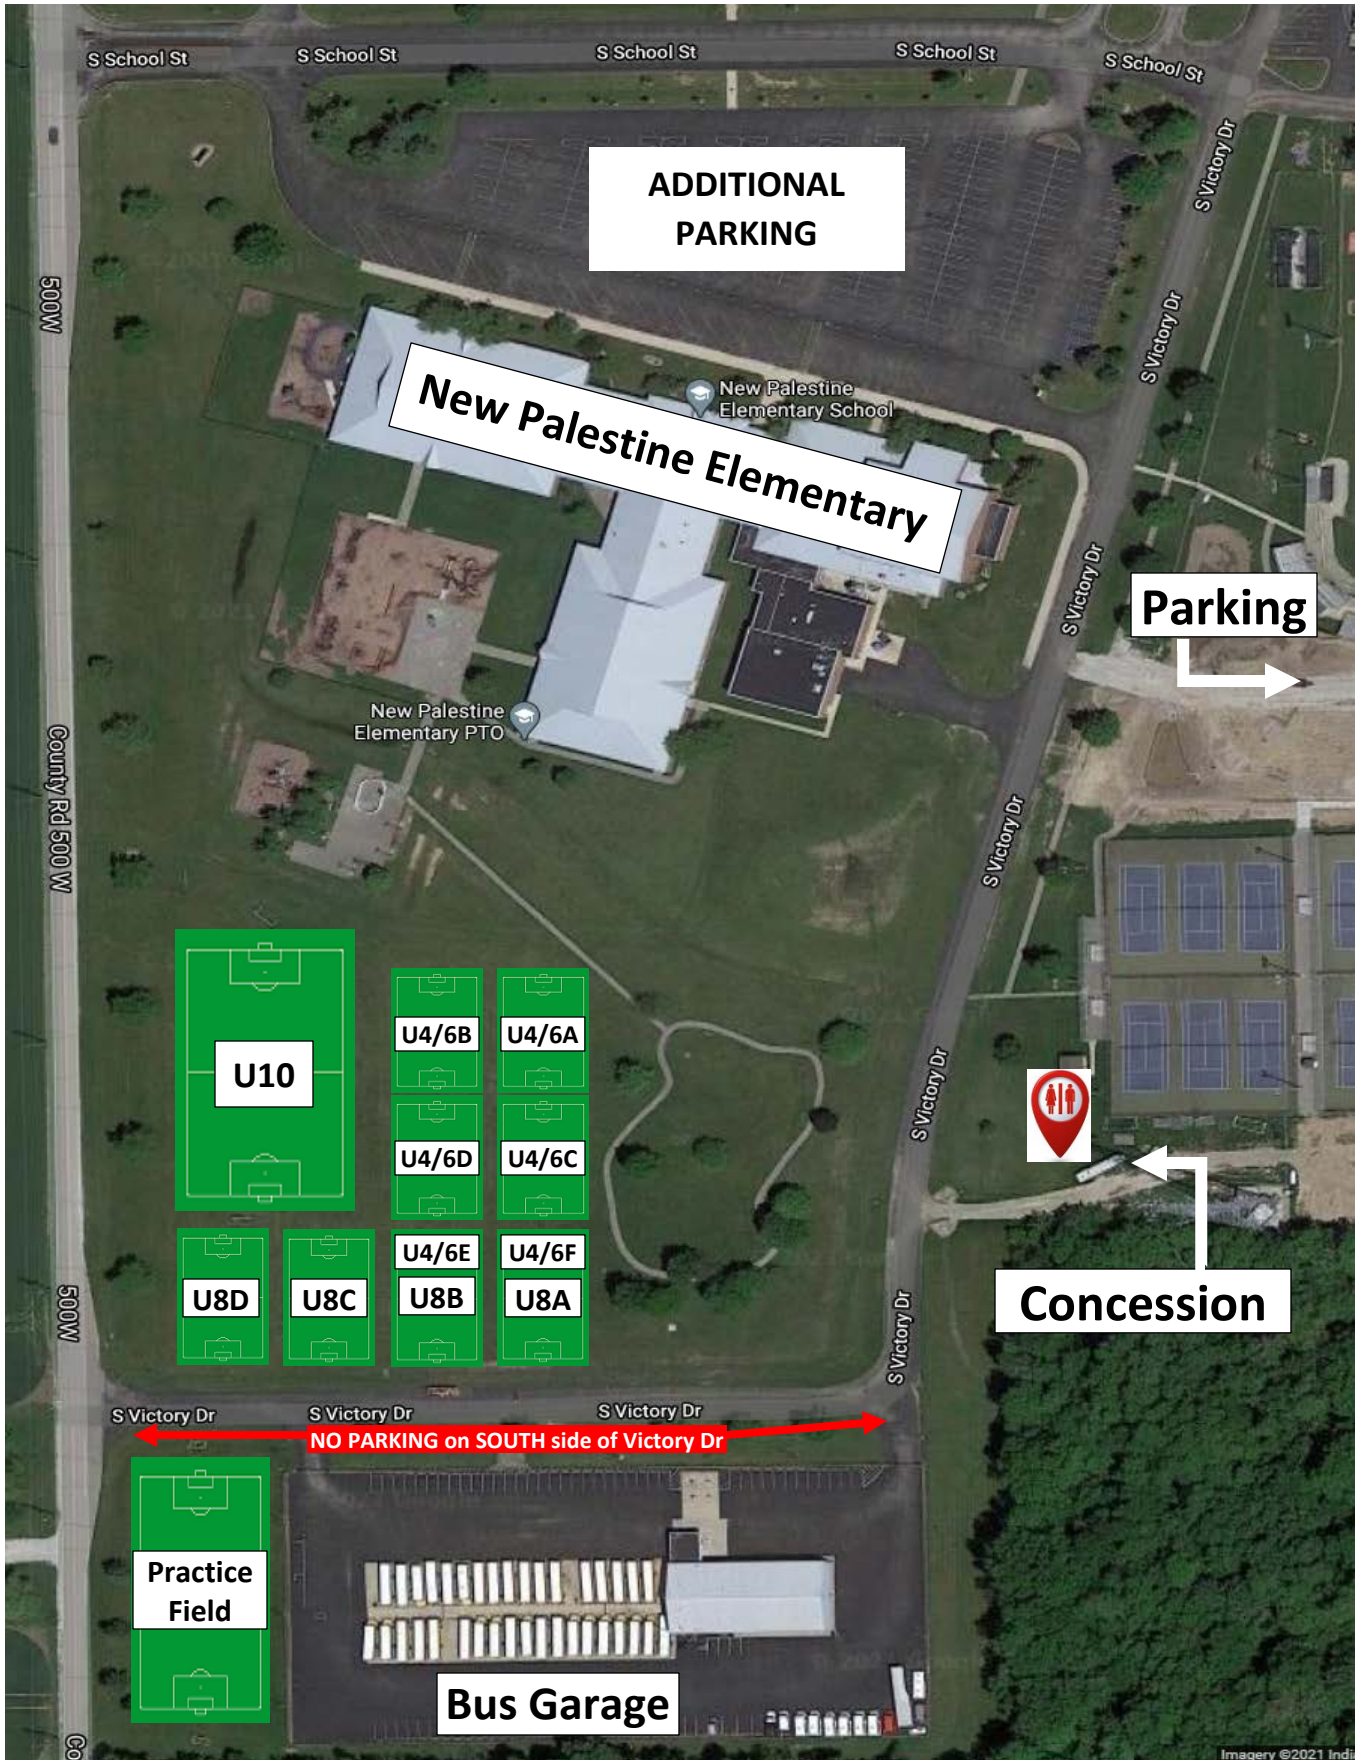 S School St
S School St
S School St
S School St
S School St
S Victory Dr
ADDITIONAL
PARKING
500W
S Victory Dr
New Palestine
Elementary School
New Palestine Elementary
S Victory Dr
Parking
New Palestine
Elementary PTO
County Rd 500 W
S Victory Dr
U10
U4/6B
U4/6A
S Victory Dr
U4/6D
U4/6C
U4/6E
U4/6F
U8D
U8C
U8B
U8A
Concession
500W
S Victory Dr
S Victory Dr
S Victory Dr
S Victory Dr
NO PARKING on SOUTH side of Victory Dr
Practice
Field
Bus Garage
Co
Imagery ©2021 Indi